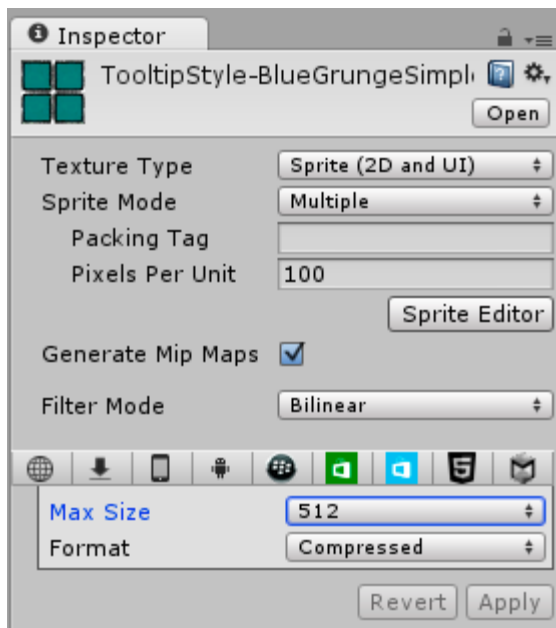 Inspector
TooltipStyle-BlueGrungeSimpl
Open
Texture Type Sprite (2D and UI)
Sprite Mode Multiple
Packing Tag
Pixels Per Unit 100
Sprite Editor
Generate Mip Maps
Filter Mode Bilinear
Max Size 512
Format Compressed
Revert Apply